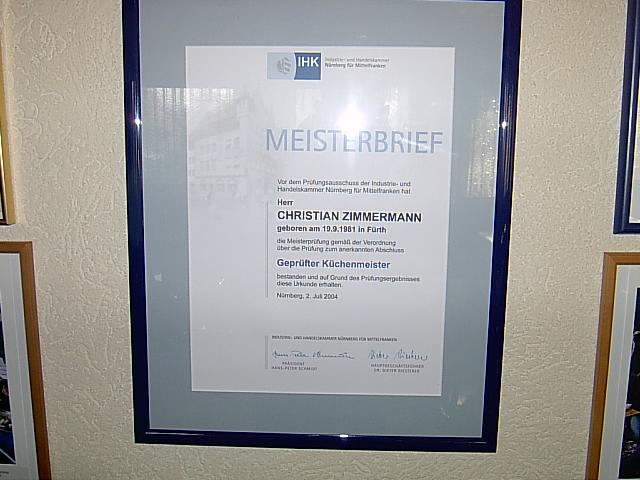 IHK
Industrie- und Handelskammer
Nürnberg für Mittelfranken
MEISTERBRIEF
Vor dem Prüfungsausschuss der Industrie- und
Handelskammer Nürnberg für Mittelfranken hat
Herr
CHRISTIAN ZIMMERMANN
geboren am 19.9.1981 in Fürth
die Meisterprüfung gemäß der Verordnung
über die Prüfung zum anerkannten Abschluss
Geprüfter Küchenmeister
bestanden und auf Grund des Prüfungsergebnisses
diese Urkunde erhalten.
Nürnberg, 2. Juli 2004
INDUSTRIE- UND HANDELSKAMMER NÜRNBERG FÜR MITTELFRANKEN
PRÄSIDENT
HANS-PETER SCHMIDT
HAUPTGESCHÄFTSFÜHRER
DR. DIETER RIESTERER